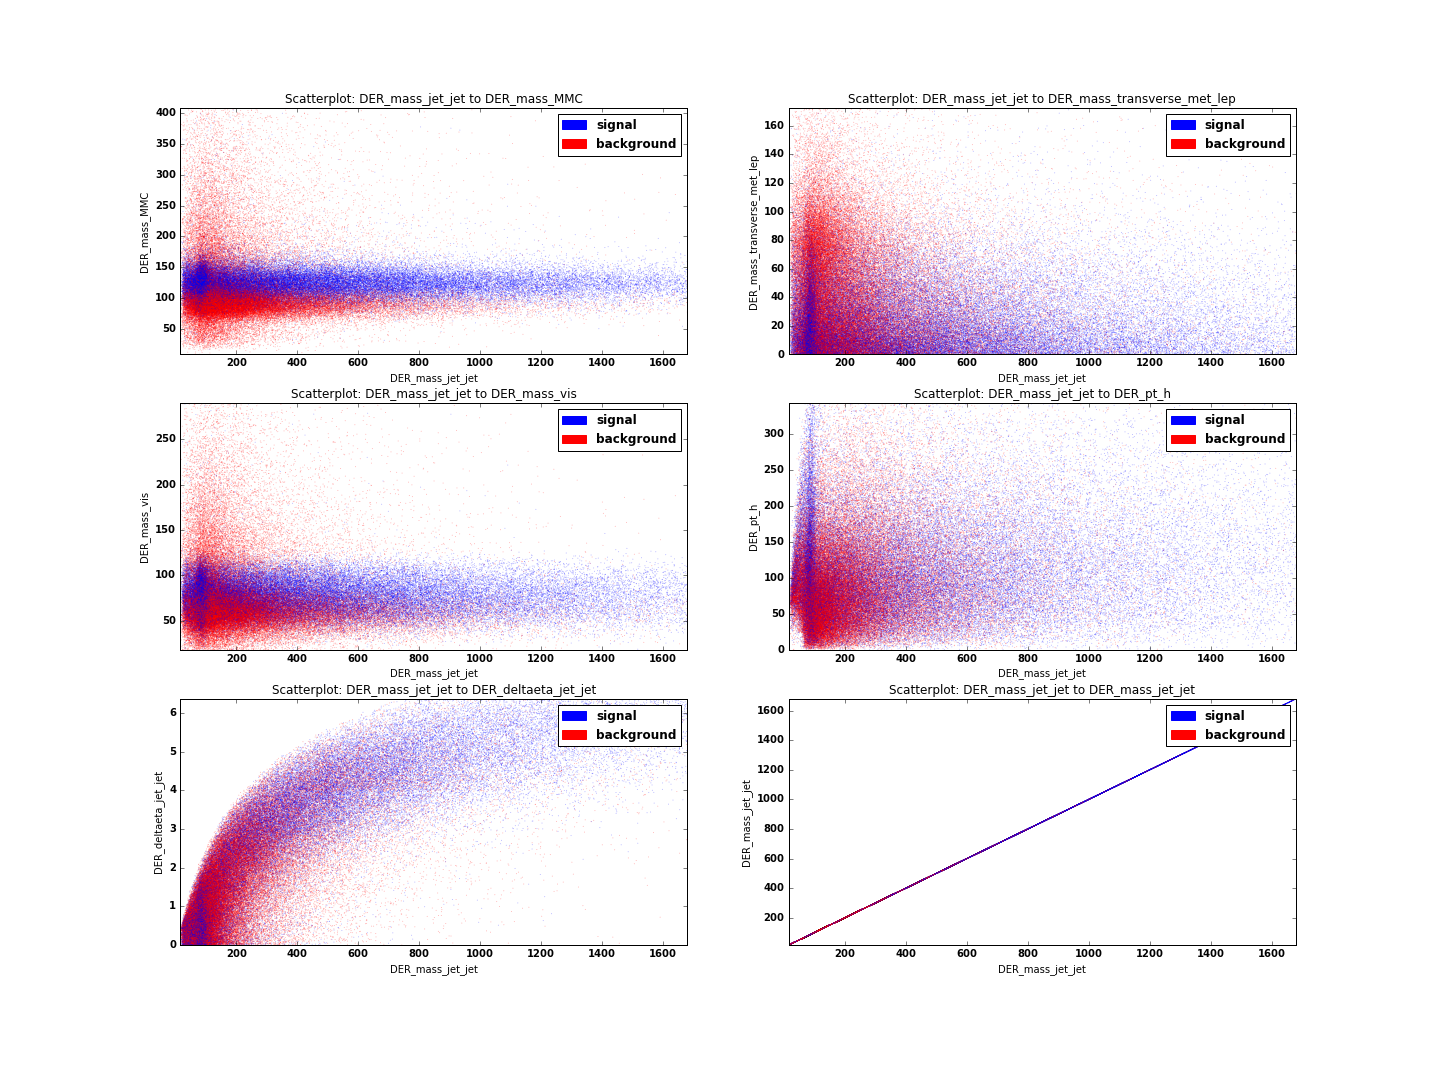 Scatterplot: DER_mass_jet_jet to DER_mass_MMC
signal
background
DER_mass_MMC
400
350
300
250
200
150
100
50
200 400 600 800 1000 1200 1400 1600
DER_mass_jet_jet
Scatterplot: DER_mass_jet_jet to DER_mass_transverse_met_lep
signal
background
DER_mass_transverse_met_lep
160
140
120
100
80
60
40
20
0
200 400 600 800 1000 1200 1400 1600
DER_mass_jet_jet
Scatterplot: DER_mass_jet_jet to DER_mass_vis
signal
background
DER_mass_vis
250
200
150
100
50
200 400 600 800 1000 1200 1400 1600
DER_mass_jet_jet
Scatterplot: DER_mass_jet_jet to DER_pt_h
signal
background
DER_pt_h
300
250
200
150
100
50
0
200 400 600 800 1000 1200 1400 1600
DER_mass_jet_jet
Scatterplot: DER_mass_jet_jet to DER_deltaeta_jet_jet
signal
background
DER_deltaeta_jet_jet
6
5
4
3
2
1
0
200 400 600 800 1000 1200 1400 1600
DER_mass_jet_jet
Scatterplot: DER_mass_jet_jet to DER_mass_jet_jet
signal
background
DER_mass_jet_jet
1600
1400
1200
1000
800
600
400
200
200 400 600 800 1000 1200 1400 1600
DER_mass_jet_jet